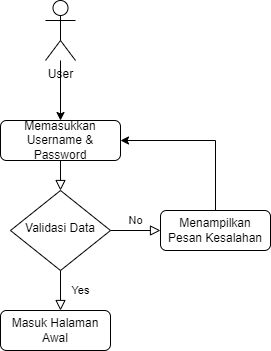 User
Memasukkan
Username &
Password
Validasi Data
No
Menampilkan
Pesan Kesalahan
Yes
Masuk Halaman
Awal